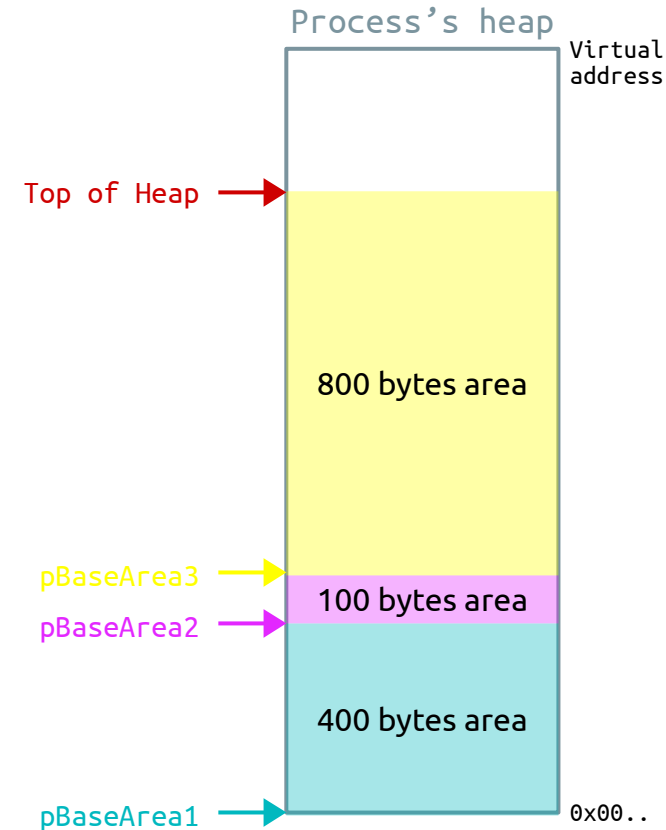 Process’s heap
Virtual
address
Top of Heap
800 bytes area
pBaseArea3
100 bytes area
pBaseArea2
400 bytes area
pBaseArea1
0x00..